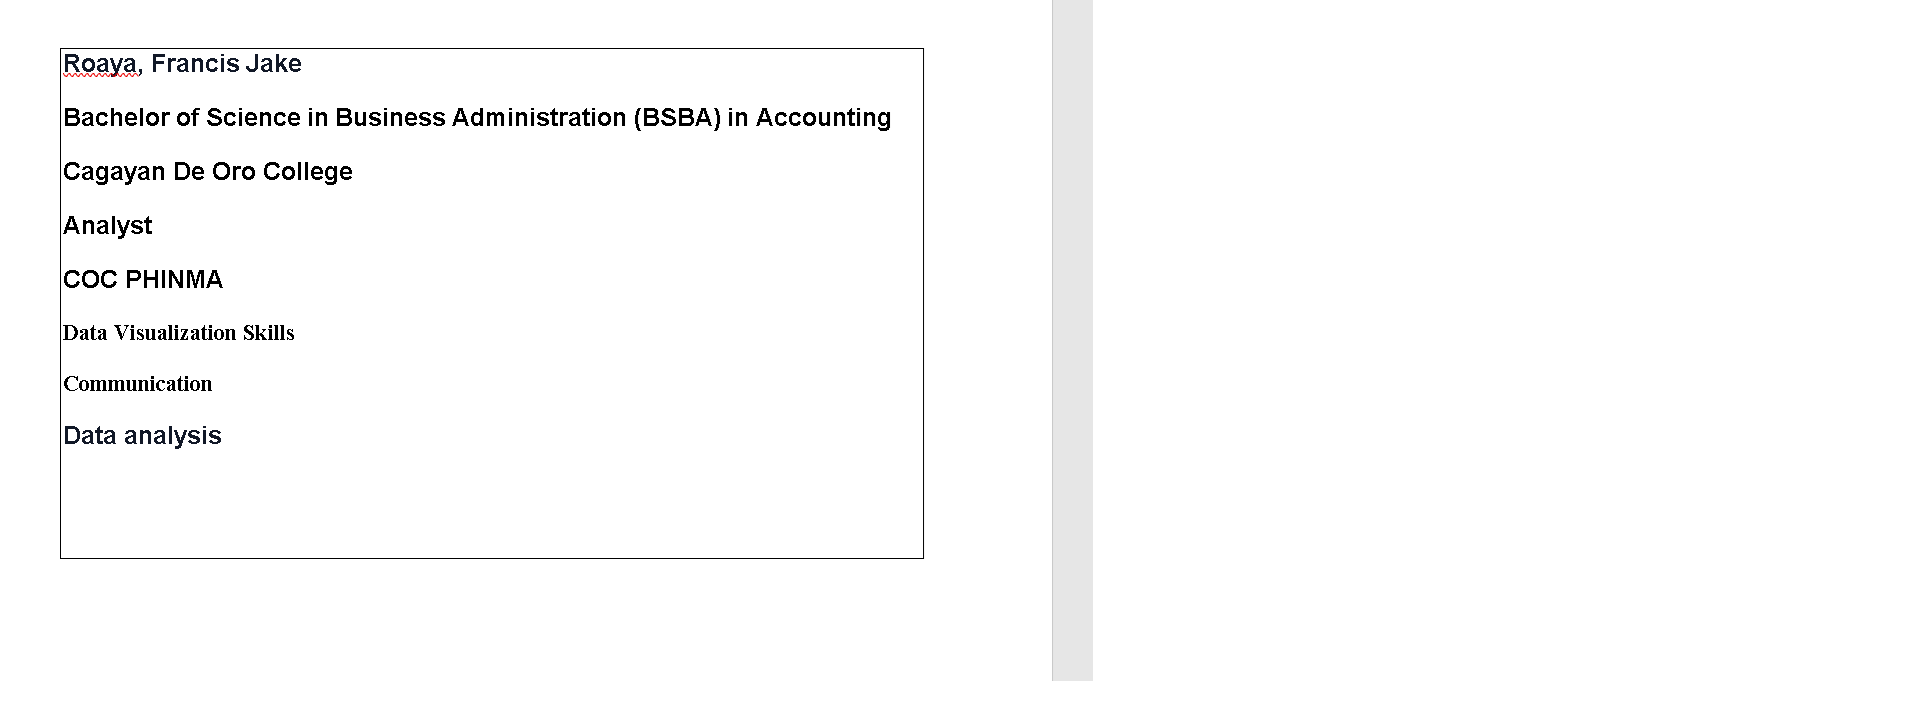 Roaya, Francis Jake
Bachelor of Science in Business Administration (BSBA) in Accounting
Cagayan De Oro College
Analyst
COC PHINMA
Data Visualization Skills
Communication
Data analysis